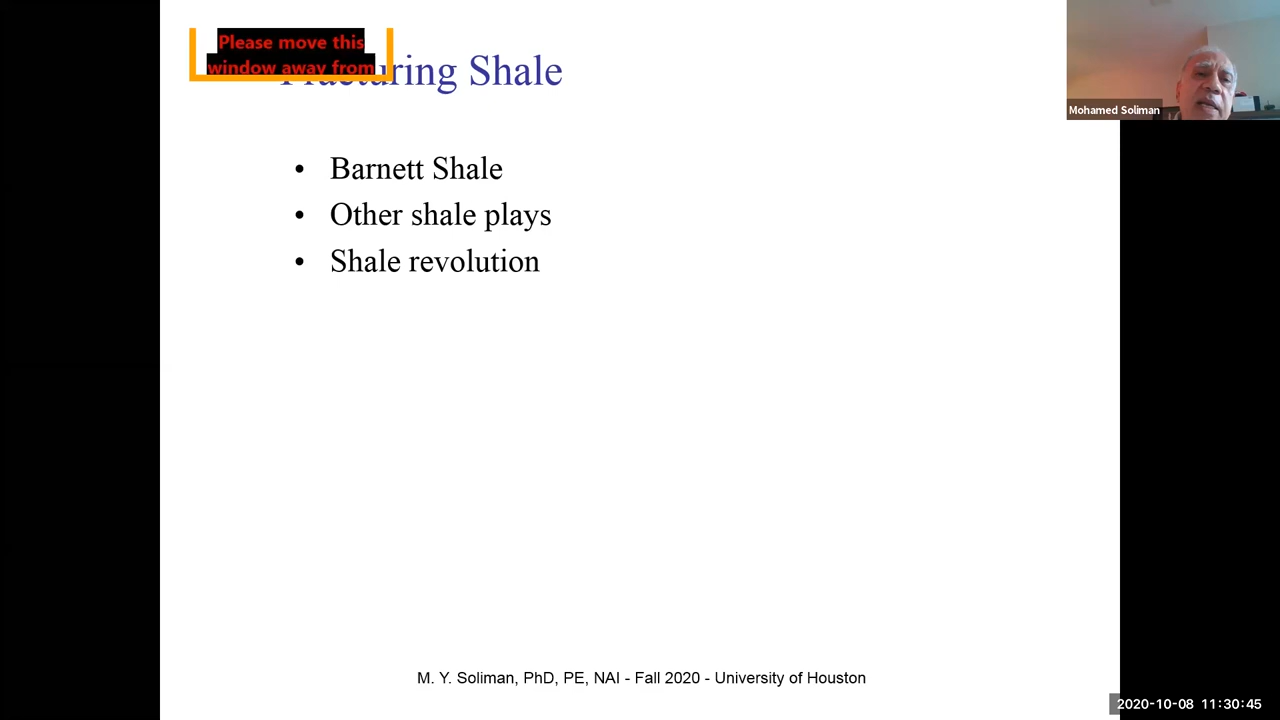 Please move this
window away from
Fracturing Shale
Mohamed Soliman
• Barnett Shale
• Other shale plays
• Shale revolution
M. Y. Soliman, PhD, PE, NAI - Fall 2020 - University of Houston
2020-10-08 11:30:45